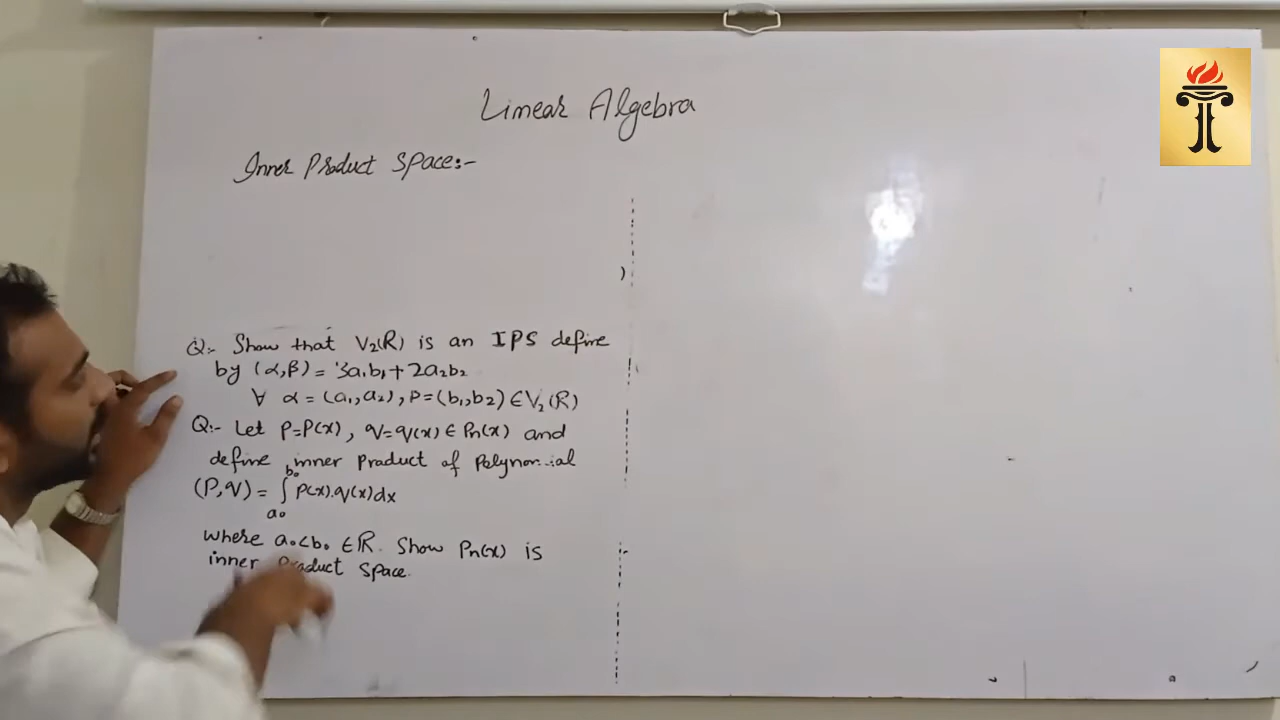 Linear Algebra
Inner Product Space:-
Q:- Show that V₂(R) is an IPS define
by (α,β) = 3a₁b₁ + 2a₂b₂
∀ α = (a₁,a₂), β = (b₁,b₂) ∈ V₂(R)
Q:- Let P=P(x), q=q(x) ∈ Pn(x) and
define inner Product of Polynomial
(P,q) = ∫ₐ₀ᵇ₀ P(x).q(x)dx
where a₀<b₀ ∈ R. Show Pn(x) is
inner Product Space.